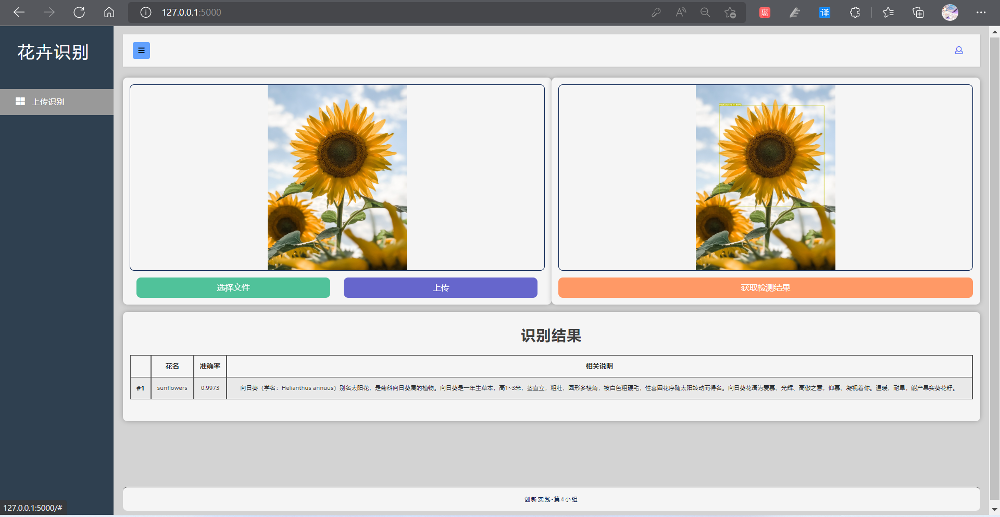 127.0.0.1:5000
惠
译
花卉识别
上传识别
选择文件
上传
获取检测结果
识别结果
花名 准确率 相关说明
#1 sunflowers 0.9973 向日葵（学名：Helianthus annuus）别名太阳花，是菊科向日葵属的植物。向日葵是一年生草本，高1~3米，茎直立，粗壮，圆形多棱角，被白色粗硬毛，性喜因花序随太阳转动而得名。向日葵花语为爱慕、光辉、高傲之意，仰慕、凝视着你。温暖，耐旱，能产果实葵花籽。
创新实践-第4小组
127.0.0.1:5000/#